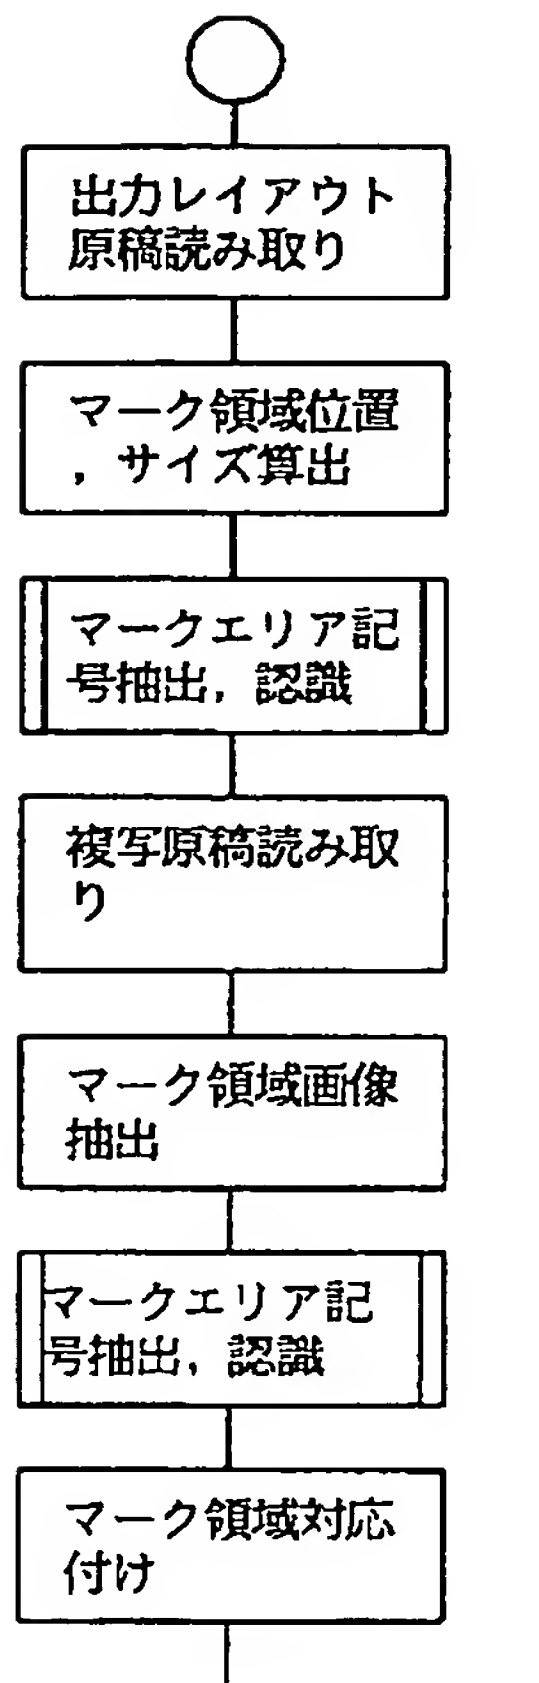 出力レイアウト
原稿読み取り
マーク領域位置
，サイズ算出
マークエリア記
号抽出，認識
複写原稿読み取
り
マーク領域画像
抽出
マークエリア記
号抽出，認識
マーク領域対応
付け